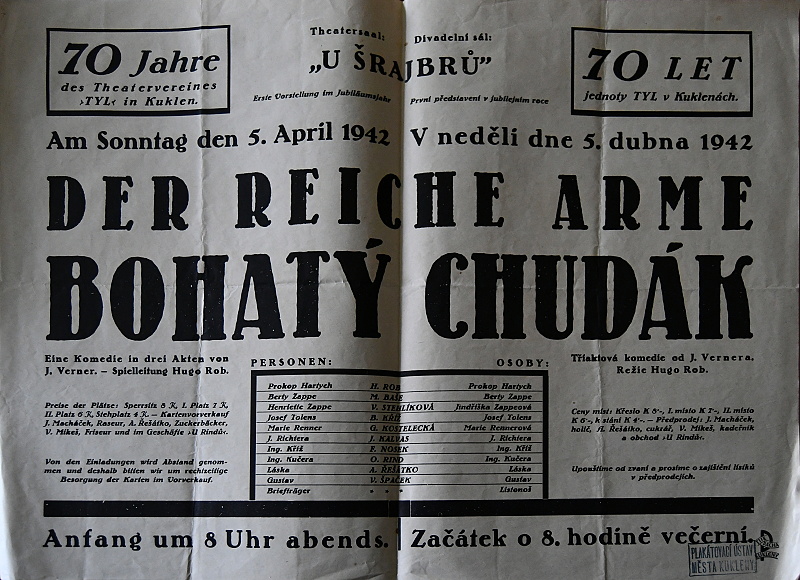 70 Jahre
des Theatervereines
›TYL‹ in Kuklen.
Theatersaal: Divadelní sál:
„U ŠRAJBRŮ”
Erste Vorstellung im Jubiläumsjahr První představení v jubilejním roce
70 LET
jednoty TYL v Kuklenách.
Am Sonntag den 5. April 1942 V neděli dne 5. dubna 1942
DER REICHE ARME
BOHATÝ CHUDÁK
Eine Komedie in drei Akten von
J. Verner. – Spielleitung Hugo Rob.
Preise der Plätse: Spersitz 8 K, I. Platz 7 K,
II. Platz 6 K, Stehplatz 4 K. – Kartenvorverkauf
J. Macháček, Raseur, A. Řešátko, Zuckerbäcker,
V. Mikeš, Friseur und im Geschäfte ›U Rindů‹.
Von den Einladungen wird Abstand genom-
men und deshalb bitten wir um rechtzeitige
Besorgung der Karten im Vorverkauf.
PERSONEN: OSOBY:
Prokop Hartych H. ROB Prokop Hartych
Berty Zappe M. BAŠE Berty Zappe
Henriette Zappe V. STEHLÍKOVÁ Jindřiška Zappeová
Josef Tolens B. KŘÍŽ Josef Tolens
Marie Renner G. KOSTELECKÁ Marie Rennerová
J. Richtera J. KALVAS J. Richtera
Ing. Kříž F. NOSEK Ing. Kříž
Ing. Kučera O. RIND Ing. Kučera
Láska A. ŘEŠÁTKO Láska
Gustav V. ŠPAČEK Gustav
Briefträger * * * Listonoš
Tříaktová komedie od J. Vernera,
Režie Hugo Rob.
Ceny míst: Křeslo K 8·-, I. místo K 7·-, II. místo
K 6·-, k stání K 4·-. – Předprodej: J. Macháček,
holič, A. Řešátko, cukrář, V. Mikeš, kadeřník
a obchod ›U Rindů‹.
Upouštíme od zvaní a prosíme o zajištění lístků
v předprodejích.
Anfang um 8 Uhr abends. Začátek o 8. hodině večerní.
PLAKÁTOVACÍ ÚSTAV
MĚSTA KUKLENY